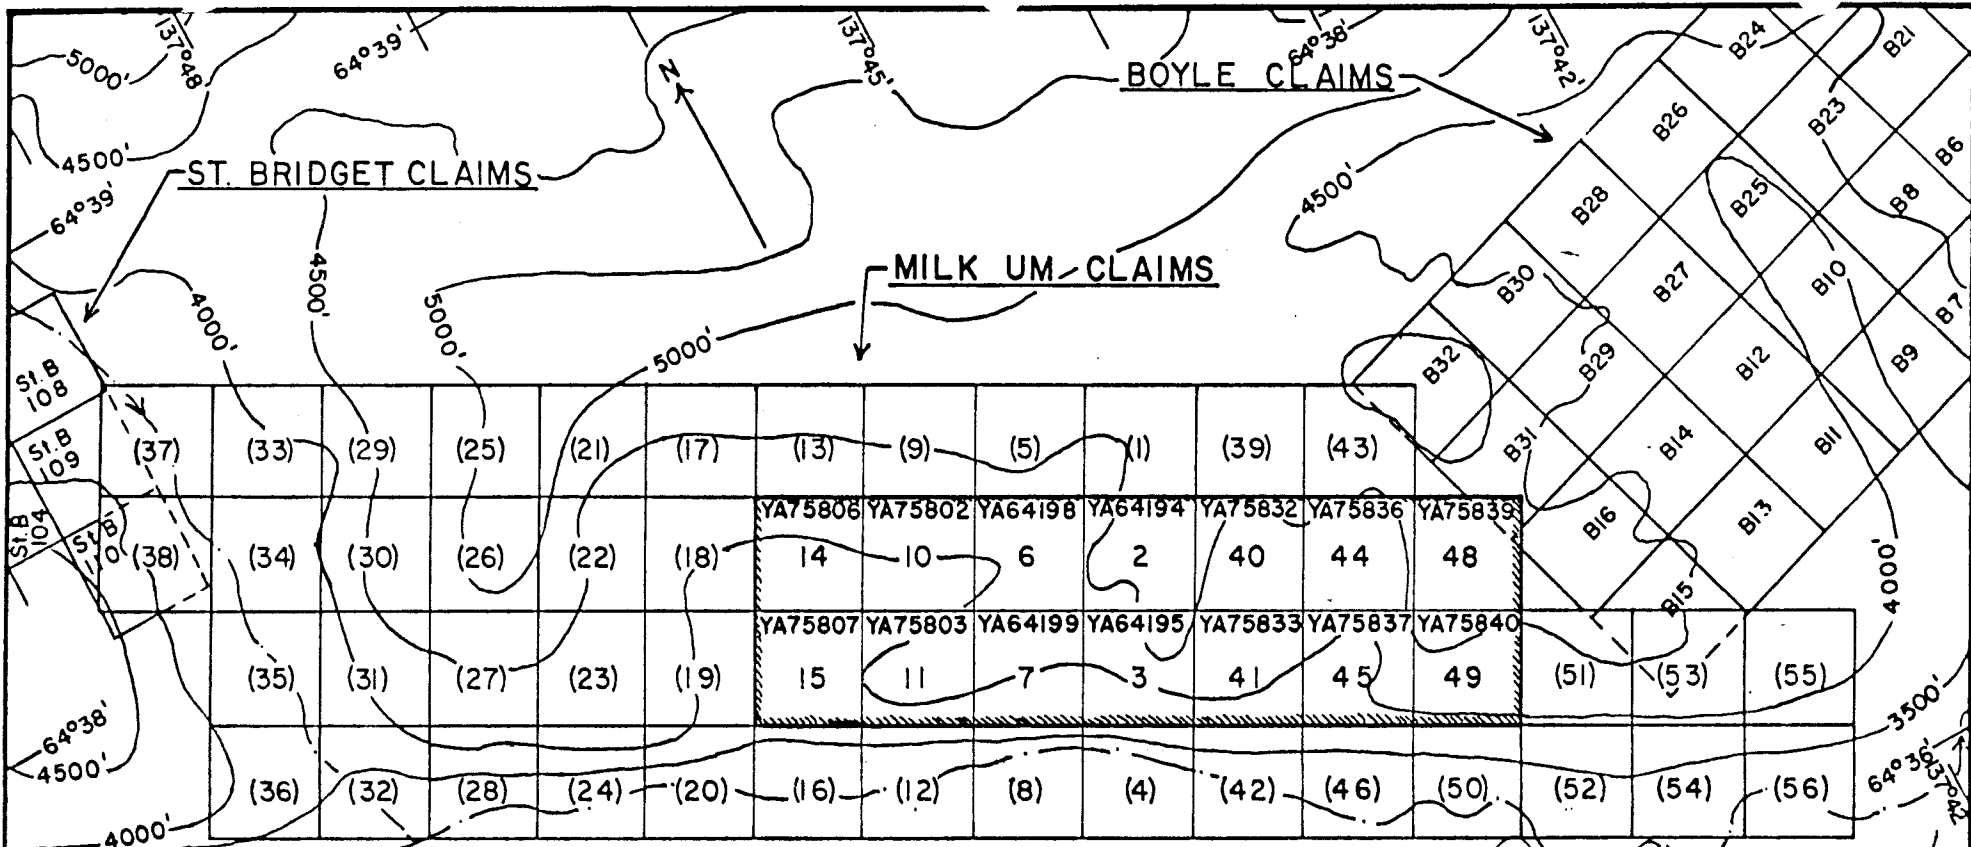 137°48'
64°39'
137°45'
64°38'
137°42'
B24
B21
5000'
BOYLE CLAIMS
B26
B23
4500'
ST. BRIDGET CLAIMS
B6
64°39'
4500'
B28
B25
B8
N
MILK UM CLAIMS
4500'
B30
B27
B10
B7
4000'
5000'
5000'
B32
B29
B12
B9
St. B
108
St. B
109
(37) (33) (29) (25) (21) (17) (13) (9) (5) (1) (39) (43)
B31
B14
B11
YA75806 YA75802 YA64198 YA64194 YA75832 YA75836 YA75839
B16
B13
St. B
104
St. B
(38) (34) (30) (26) (22) (18) 14 10 6 2 40 44 48
4000'
B15
YA75807 YA75803 YA64199 YA64195 YA75833 YA75837 YA75840
(35) (31) (27) (23) (19) 15 11 7 3 41 45 49 (51) (53) (55)
64°38'
3500'
4500'
64°36'
137°42'
(36) (32) (28) (24) (20) (16) (12) (8) (4) (42) (46) (50) (52) (54) (56)
4000'